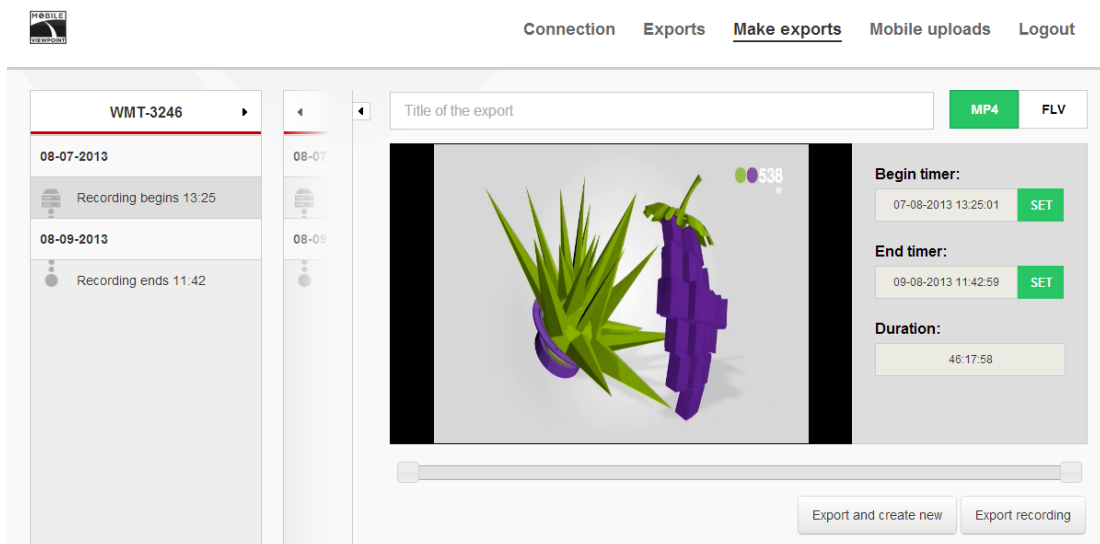 MOBILE
VIEWPOINT
Connection Exports Make exports Mobile uploads Logout
WMT-3246
08-07-2013
Recording begins 13:25
08-09-2013
Recording ends 11:42
08-07
08-09
Title of the export
MP4 FLV
538
Begin timer:
07-08-2013 13:25:01 SET
End timer:
09-08-2013 11:42:59 SET
Duration:
46:17:58
Export and create new Export recording